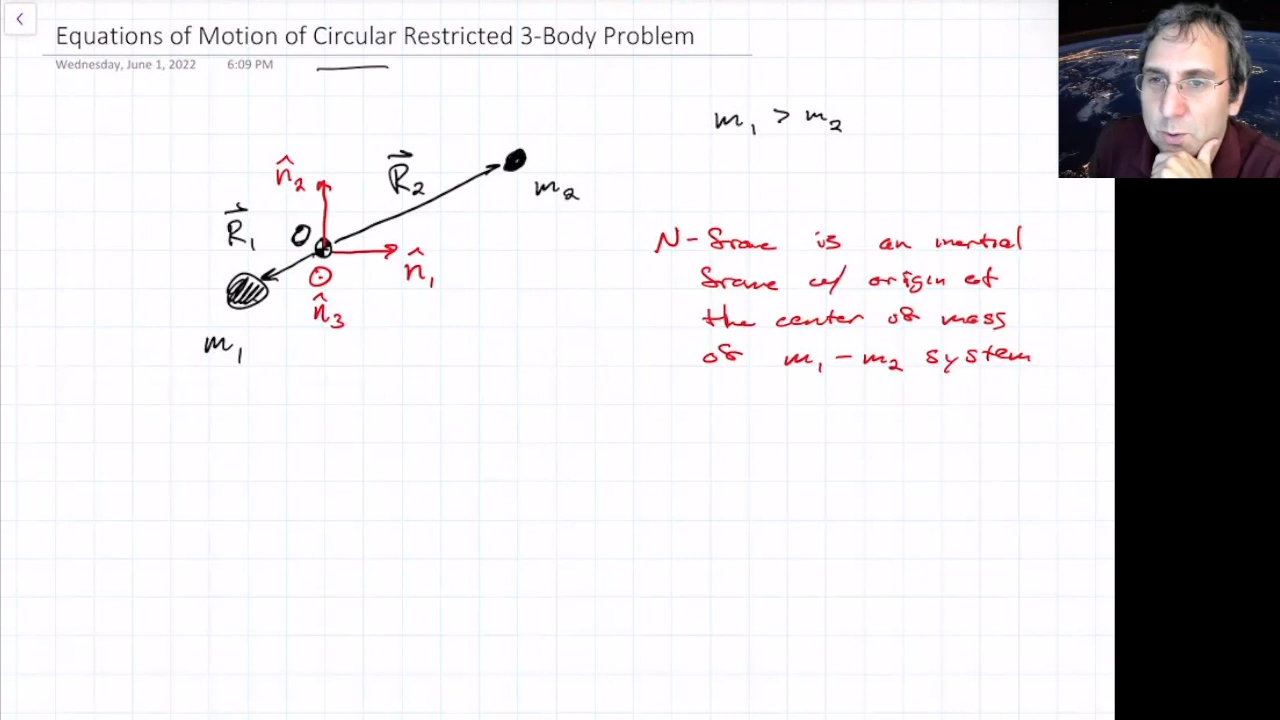 Equations of Motion of Circular Restricted 3-Body Problem
Wednesday, June 1, 2022 6:09 PM
m₁ > m₂
n̂₂
R⃗₂
m₂
R⃗₁
O
n̂₁
n̂₃
m₁
N-frame is an inertial
frame w/ origin at
the center of mass
of m₁-m₂ system